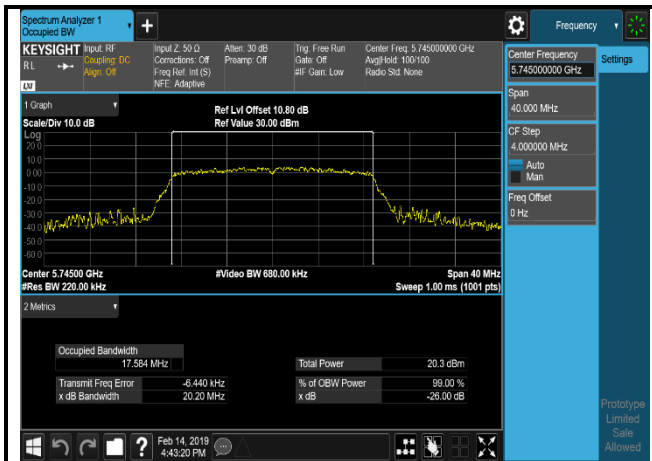 Spectrum Analyzer 1
Occupied BW
+
Frequency
KEYSIGHT
RL
LXI
Input: RF
Coupling: DC
Align: Off
Input Z: 50 Ω
Corrections: Off
Freq Ref: Int (S)
NFE: Adaptive
Atten: 30 dB
Preamp: Off
Trig: Free Run
Gate: Off
#IF Gain: Low
Center Freq: 5.745000000 GHz
Avg|Hold: 100/100
Radio Std: None
Center Frequency
5.745000000 GHz
Settings
Span
40.000 MHz
CF Step
4.000000 MHz
Auto
Man
Freq Offset
0 Hz
1 Graph
Scale/Div 10.0 dB
Ref Lvl Offset 10.80 dB
Ref Value 30.00 dBm
Log
20.0
10.0
0.00
-10.0
-20.0
-30.0
-40.0
-50.0
-60.0
Center 5.74500 GHz
#Video BW 680.00 kHz
Span 40 MHz
#Res BW 220.00 kHz
Sweep 1.00 ms (1001 pts)
2 Metrics
Occupied Bandwidth
17.584 MHz
Total Power 20.3 dBm
Transmit Freq Error -6.440 kHz
% of OBW Power 99.00 %
x dB Bandwidth 20.20 MHz
x dB -26.00 dB
Prototype
Limited
Sale
Allowed
?
Feb 14, 2019
4:43:20 PM